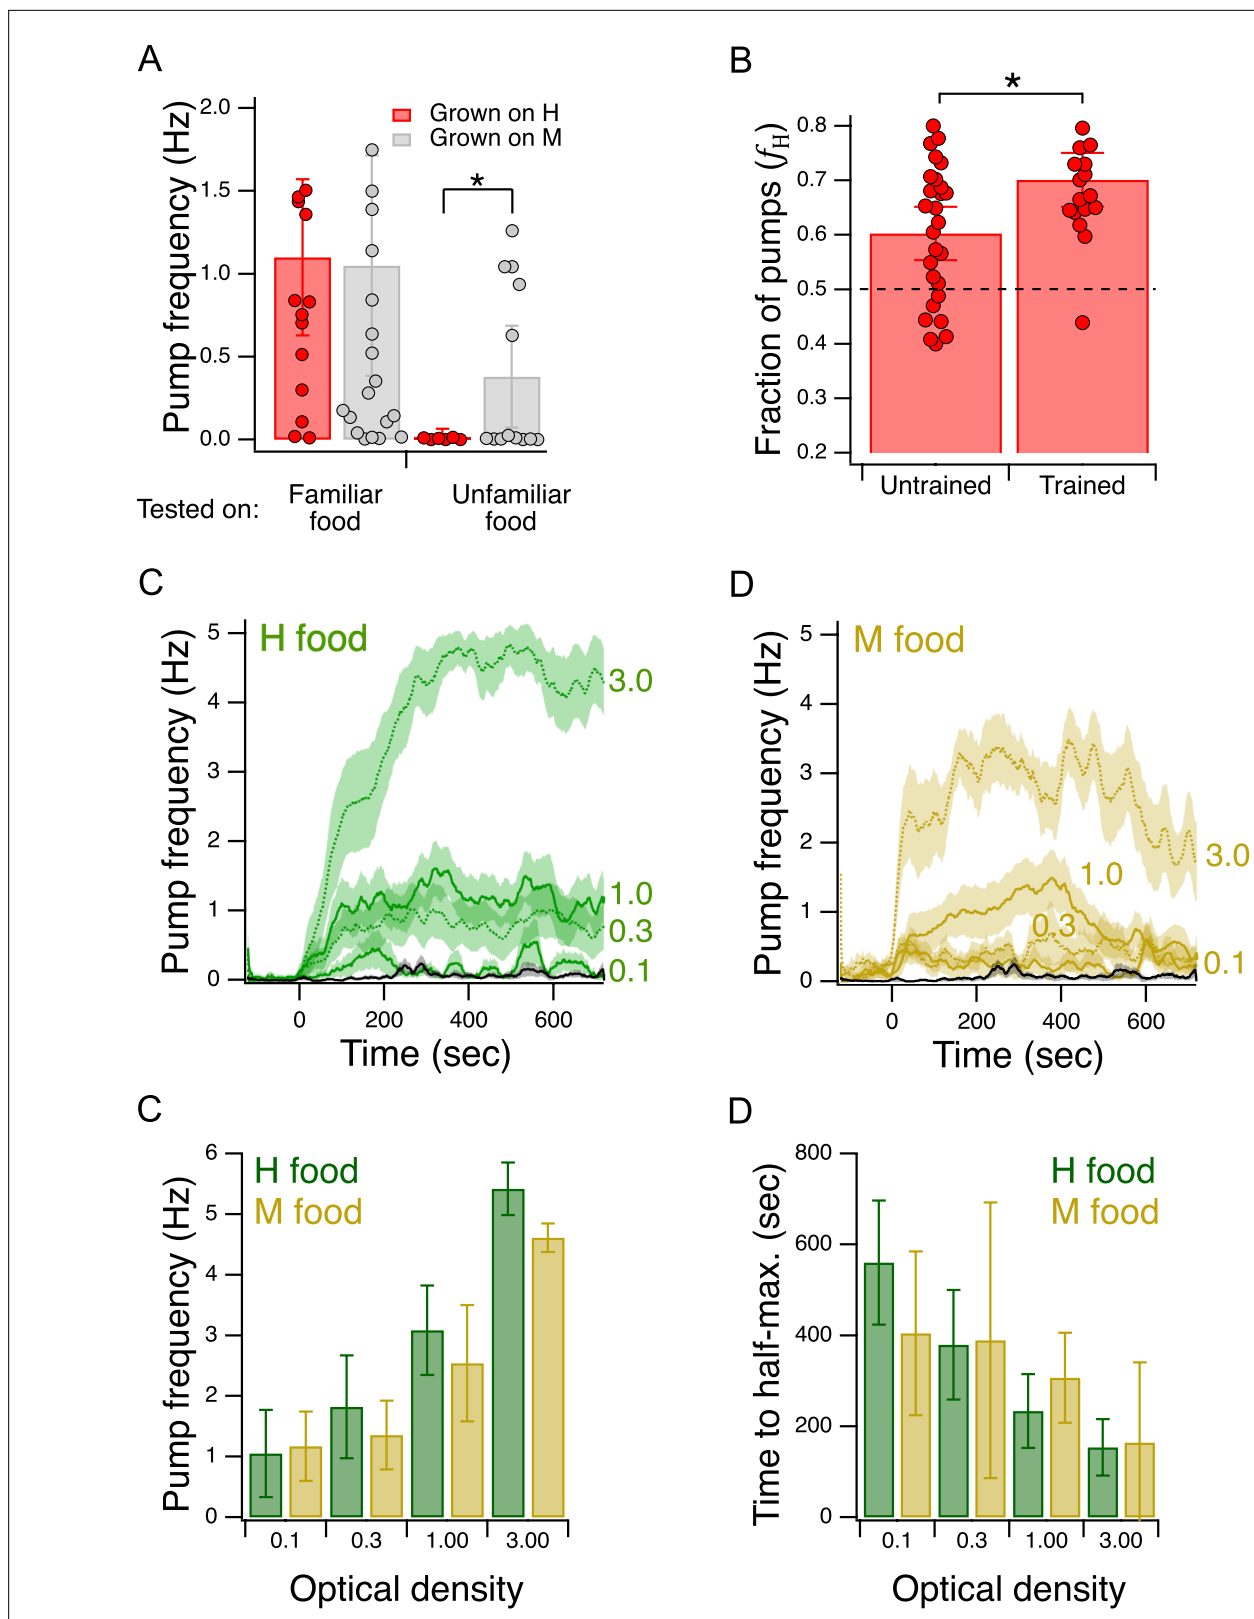 A
Pump frequency (Hz)
2.0
1.5
1.0
0.5
0.0
Grown on H
Grown on M
*
Tested on:
Familiar
food
Unfamiliar
food
B
Fraction of pumps (fH)
0.8
0.7
0.6
0.5
0.4
0.3
0.2
*
Untrained
Trained
C
Pump frequency (Hz)
5
4
3
2
1
0
H food
3.0
1.0
0.3
0.1
0
200
400
600
Time (sec)
D
Pump frequency (Hz)
5
4
3
2
1
0
M food
3.0
1.0
0.3
0.1
0
200
400
600
Time (sec)
C
Pump frequency (Hz)
6
5
4
3
2
1
0
H food
M food
0.1
0.3
1.00
3.00
Optical density
D
Time to half-max. (sec)
800
600
400
200
0
H food
M food
0.1
0.3
1.00
3.00
Optical density